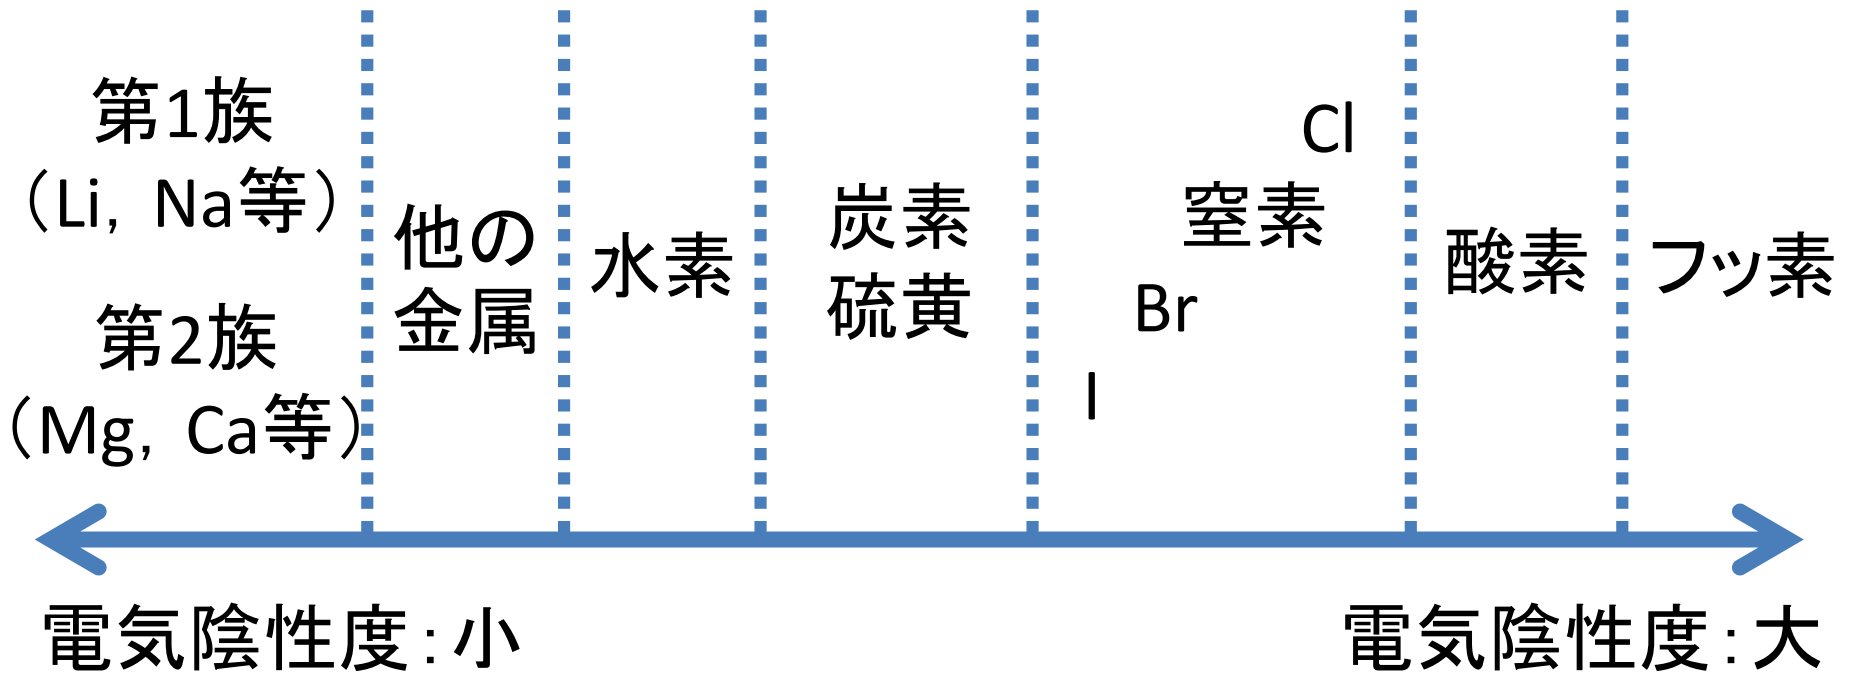 第1族
（Li，Na等）
第2族
（Mg，Ca等）
他の
金属
水素
炭素
硫黄
Cl
窒素
Br
I
酸素
フッ素
電気陰性度：小
電気陰性度：大